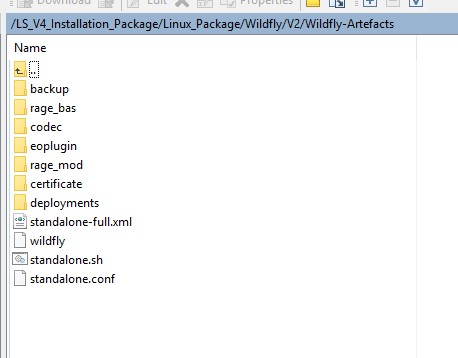 Download Edit Properties
/LS_V4_Installation_Package/Linux_Package/Wildfly/V2/Wildfly-Artefacts
Name
..
backup
rage_bas
codec
eoplugin
rage_mod
certificate
deployments
standalone-full.xml
wildfly
standalone.sh
standalone.conf